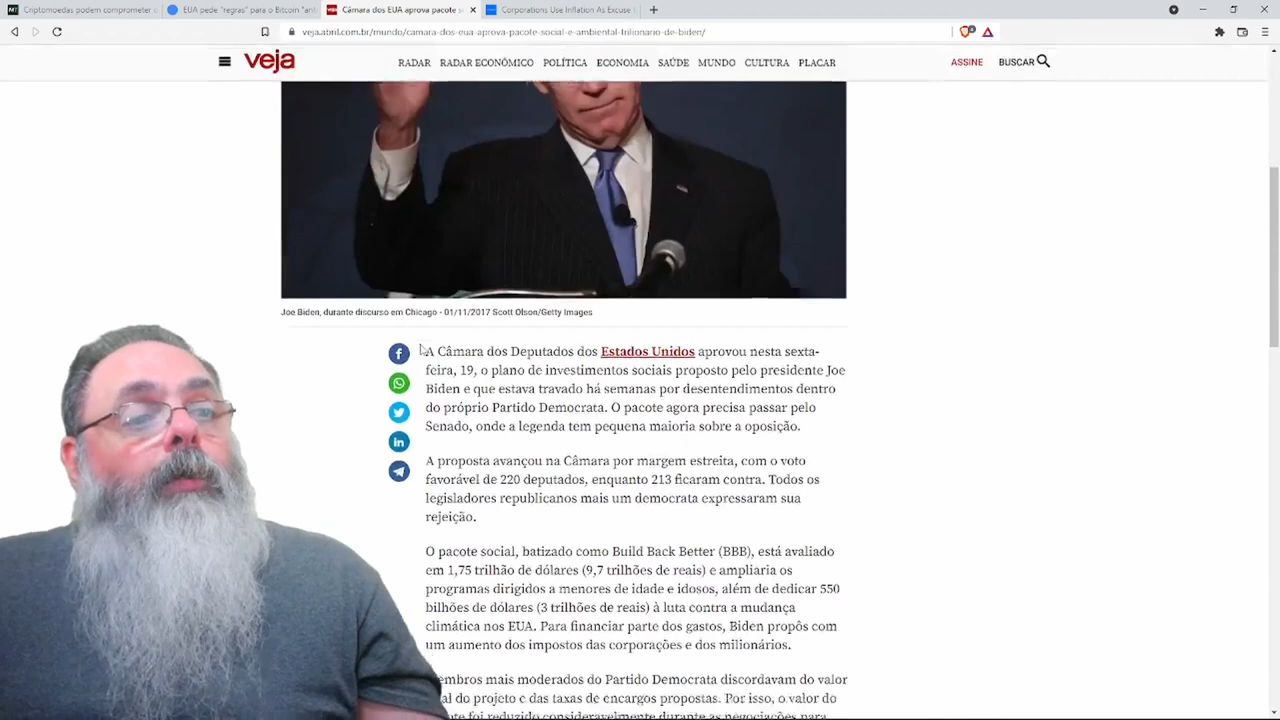 Criptomoedas podem comprometer
EUA pede "regras" para o Bitcoin "ant
Câmara dos EUA aprova pacote s
Corporations Use Inflation As Excuse
veja.abril.com.br/mundo/camara-dos-eua-aprova-pacote-social-e-ambiental-trilionario-de-biden/
veja
RADAR RADAR ECONÔMICO POLÍTICA ECONOMIA SAÚDE MUNDO CULTURA PLACAR
ASSINE
BUSCAR
Joe Biden, durante discurso em Chicago - 01/11/2017 Scott Olson/Getty Images
A Câmara dos Deputados dos Estados Unidos aprovou nesta sexta-
feira, 19, o plano de investimentos sociais proposto pelo presidente Joe
Biden e que estava travado há semanas por desentendimentos dentro
do próprio Partido Democrata. O pacote agora precisa passar pelo
Senado, onde a legenda tem pequena maioria sobre a oposição.
A proposta avançou na Câmara por margem estreita, com o voto
favorável de 220 deputados, enquanto 213 ficaram contra. Todos os
legisladores republicanos mais um democrata expressaram sua
rejeição.
O pacote social, batizado como Build Back Better (BBB), está avaliado
em 1,75 trilhão de dólares (9,7 trilhões de reais) e ampliaria os
programas dirigidos a menores de idade e idosos, além de dedicar 550
bilhões de dólares (3 trilhões de reais) à luta contra a mudança
climática nos EUA. Para financiar parte dos gastos, Biden propôs com
um aumento dos impostos das corporações e dos milionários.
embros mais moderados do Partido Democrata discordavam do valor
al do projeto e das taxas de encargos propostas. Por isso, o valor do
ote foi reduzido consideravelmente durante as negociações para